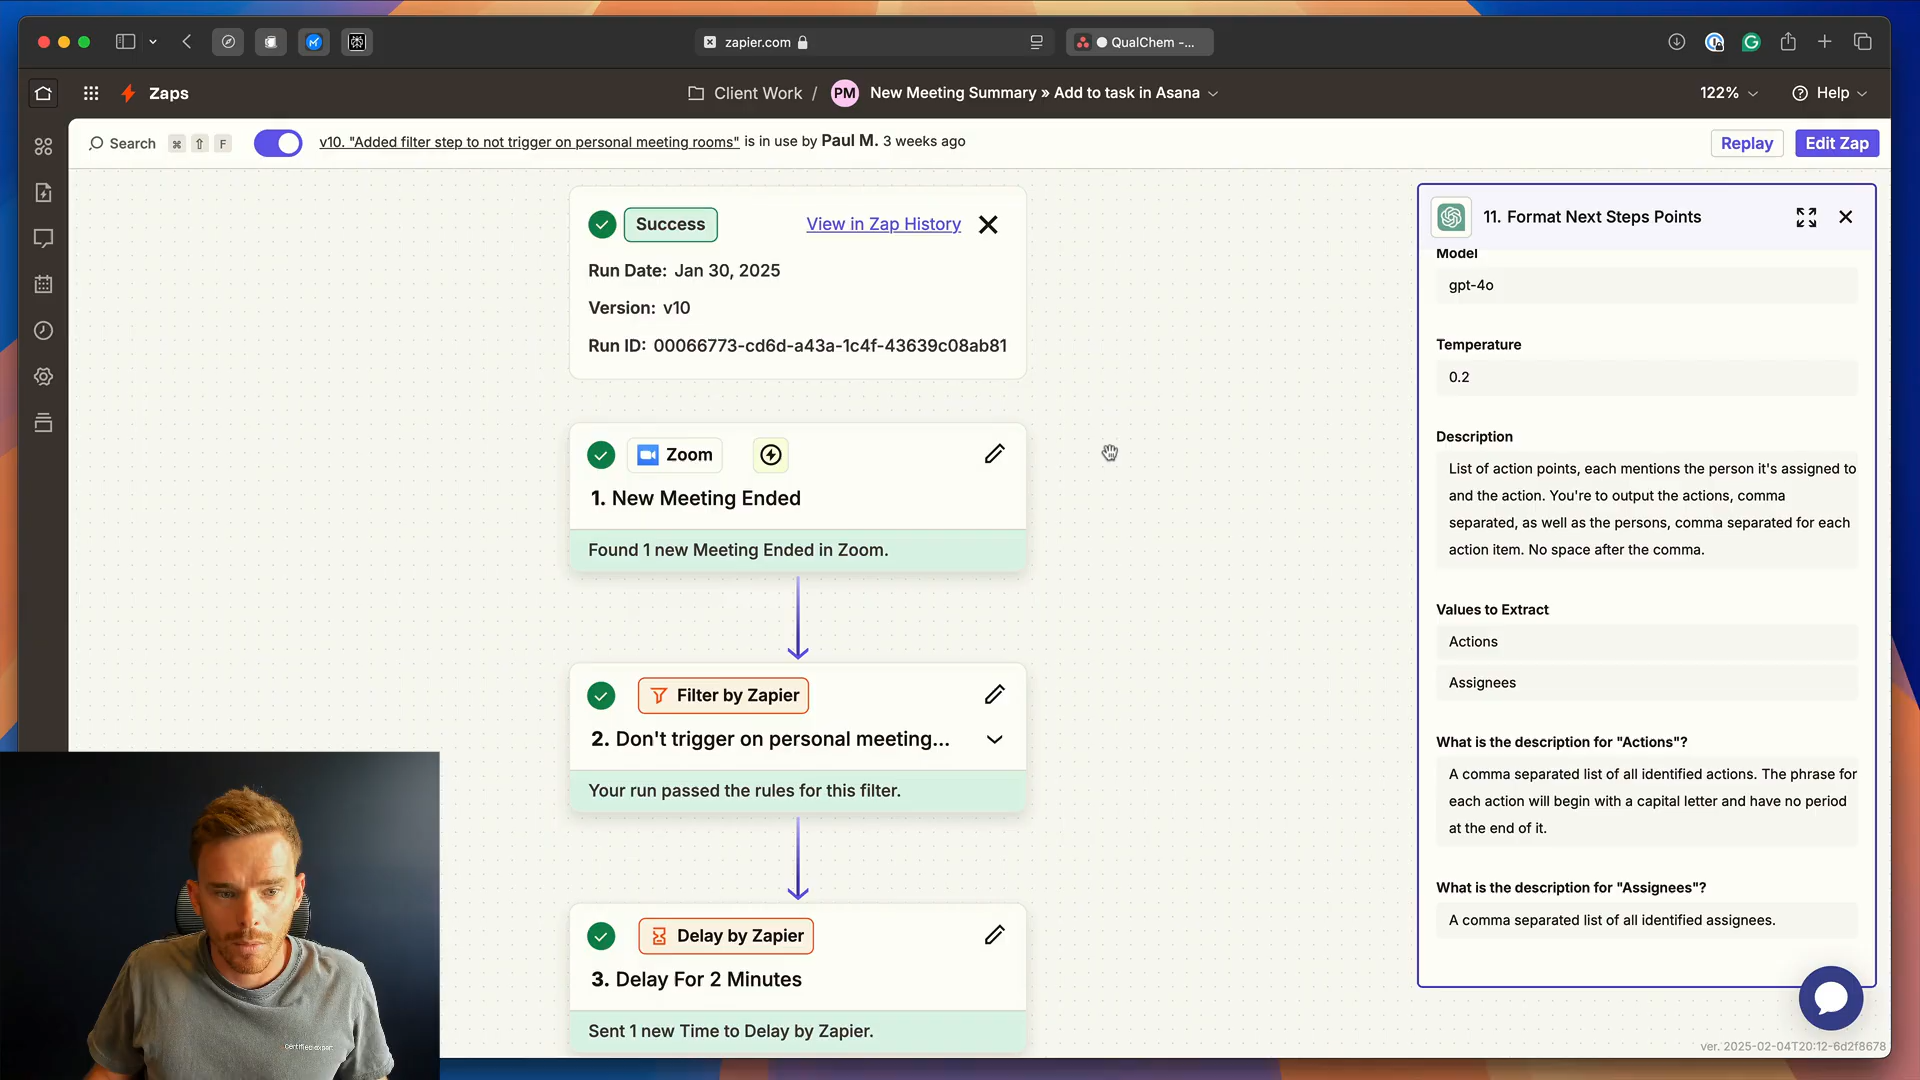 zapier.com
QualChem -...
Zaps
Client Work / PM New Meeting Summary » Add to task in Asana
122%
Help
Search ⌘ ⇧ F
v10. "Added filter step to not trigger on personal meeting rooms" is in use by Paul M. 3 weeks ago
Replay
Edit Zap
Success
View in Zap History
Run Date: Jan 30, 2025
Version: v10
Run ID: 00066773-cd6d-a43a-1c4f-43639c08ab81
Zoom
1. New Meeting Ended
Found 1 new Meeting Ended in Zoom.
Filter by Zapier
2. Don't trigger on personal meeting...
Your run passed the rules for this filter.
Delay by Zapier
3. Delay For 2 Minutes
Sent 1 new Time to Delay by Zapier.
11. Format Next Steps Points
Model
gpt-4o
Temperature
0.2
Description
List of action points, each mentions the person it's assigned to
and the action. You're to output the actions, comma
separated, as well as the persons, comma separated for each
action item. No space after the comma.
Values to Extract
Actions
Assignees
What is the description for "Actions"?
A comma separated list of all identified actions. The phrase for
each action will begin with a capital letter and have no period
at the end of it.
What is the description for "Assignees"?
A comma separated list of all identified assignees.
ver. 2025-02-04T20:12-6d2f8678
certified.exper